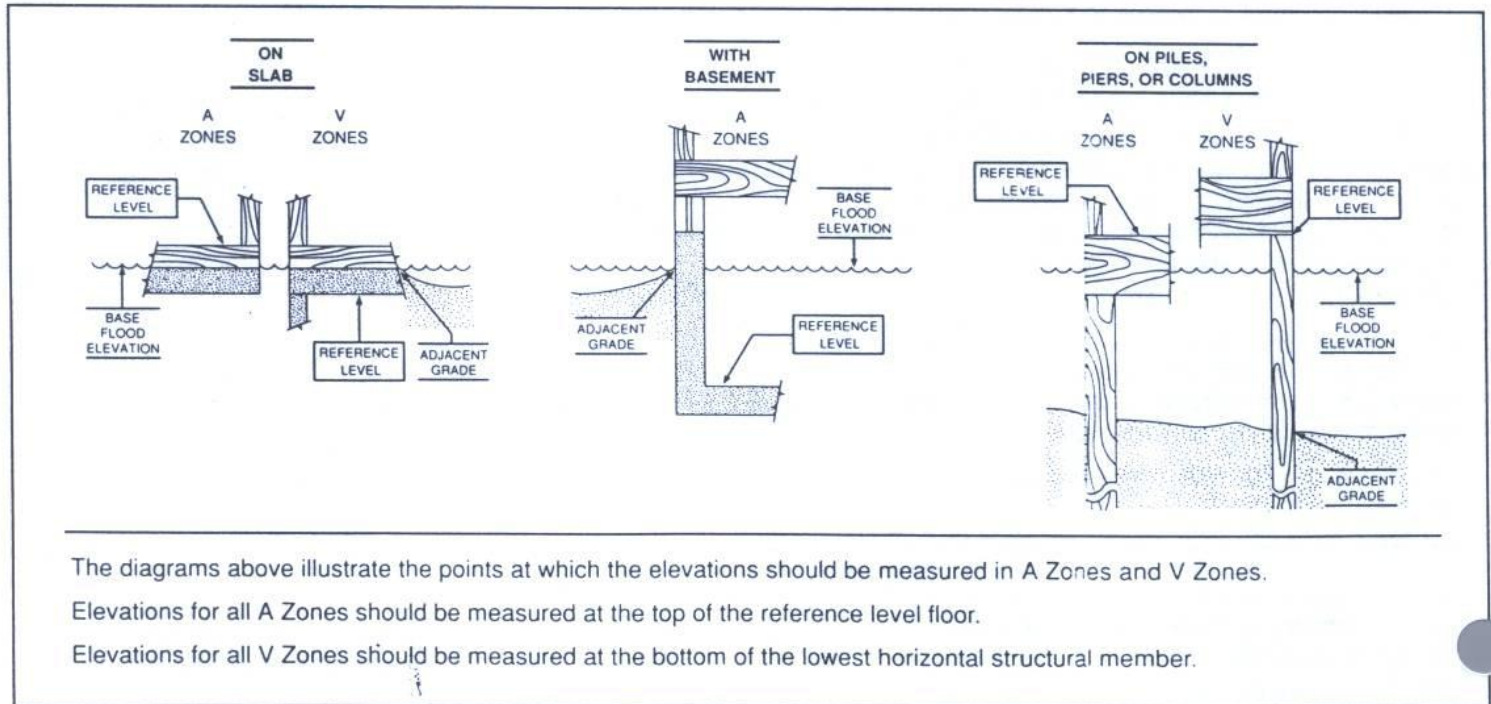 ON
SLAB
A
ZONES
V
ZONES
REFERENCE
LEVEL
BASE
FLOOD
ELEVATION
REFERENCE
LEVEL
ADJACENT
GRADE
WITH
BASEMENT
A
ZONES
BASE
FLOOD
ELEVATION
ADJACENT
GRADE
REFERENCE
LEVEL
ON PILES,
PIERS, OR COLUMNS
A
ZONES
V
ZONES
REFERENCE
LEVEL
REFERENCE
LEVEL
BASE
FLOOD
ELEVATION
ADJACENT
GRADE
The diagrams above illustrate the points at which the elevations should be measured in A Zones and V Zones.
Elevations for all A Zones should be measured at the top of the reference level floor.
Elevations for all V Zones should be measured at the bottom of the lowest horizontal structural member.